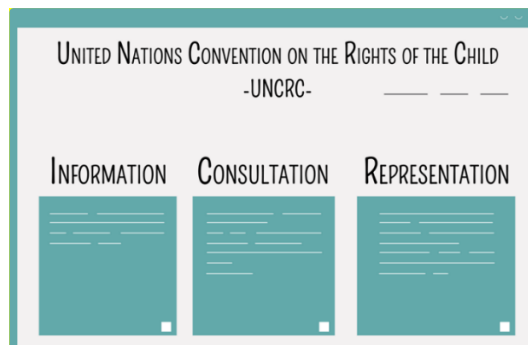 United Nations Convention on the Rights of the Child
-UNCRC-
Information Consultation Representation